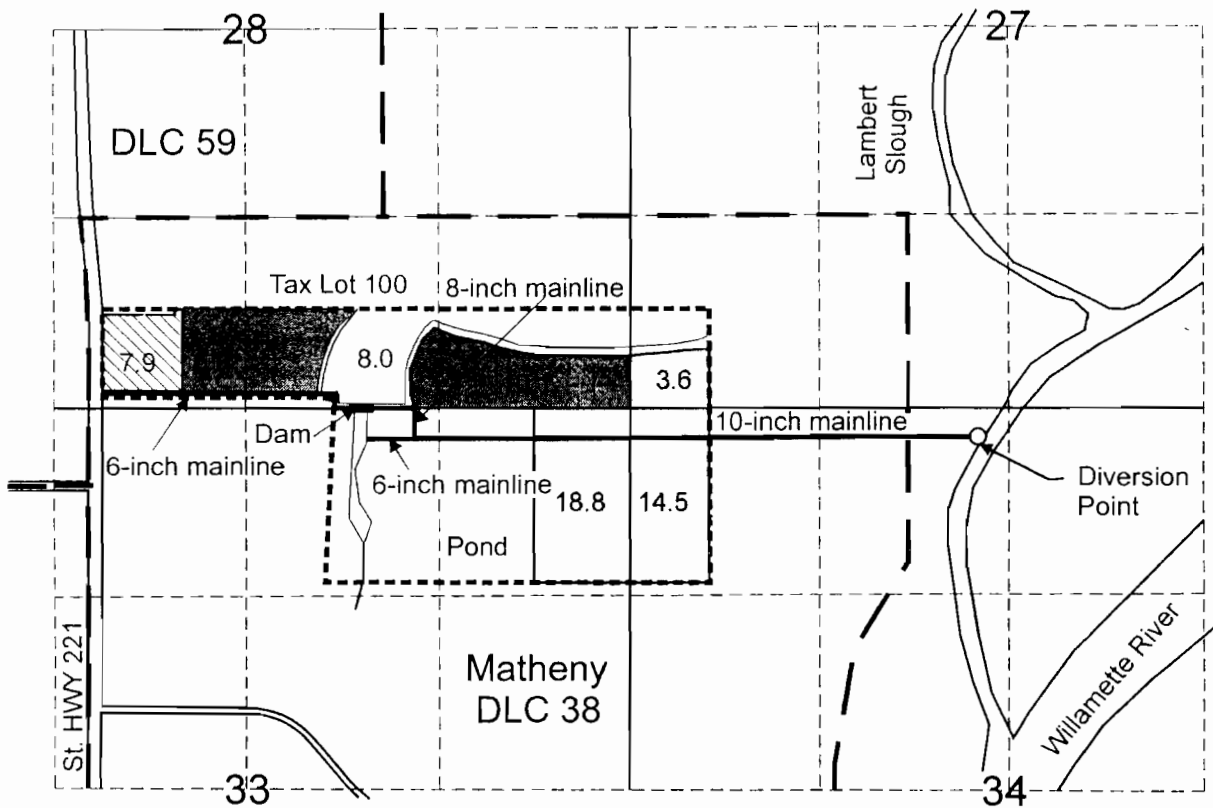 28
27
DLC 59
Lambert
Slough
Tax Lot 100
8-inch mainline
7.9
8.0
3.6
Dam
10-inch mainline
6-inch mainline
6-inch mainline
18.8
14.5
Diversion
Point
Pond
St. HWY 221
Matheny
DLC 38
Willamette River
33
34